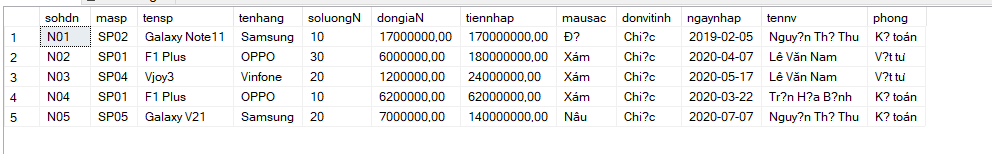 sohdn masp tensp tenhang soluongN dongiaN tiennhap mausac donvitinh ngaynhap tennv phong
1 N01 SP02 Galaxy Note11 Samsung 10 17000000,00 170000000,00 Đ? Chi?c 2019-02-05 Nguy?n Th? Thu K? toán
2 N02 SP01 F1 Plus OPPO 30 6000000,00 180000000,00 Xám Chi?c 2020-04-07 Lê Văn Nam V?t tư
3 N03 SP04 Vjoy3 Vinfone 20 1200000,00 24000000,00 Xám Chi?c 2020-05-17 Lê Văn Nam V?t tư
4 N04 SP01 F1 Plus OPPO 10 6200000,00 62000000,00 Xám Chi?c 2020-03-22 Tr?n H?a B?nh K? toán
5 N05 SP05 Galaxy V21 Samsung 20 7000000,00 140000000,00 Nâu Chi?c 2020-07-07 Nguy?n Th? Thu K? toán